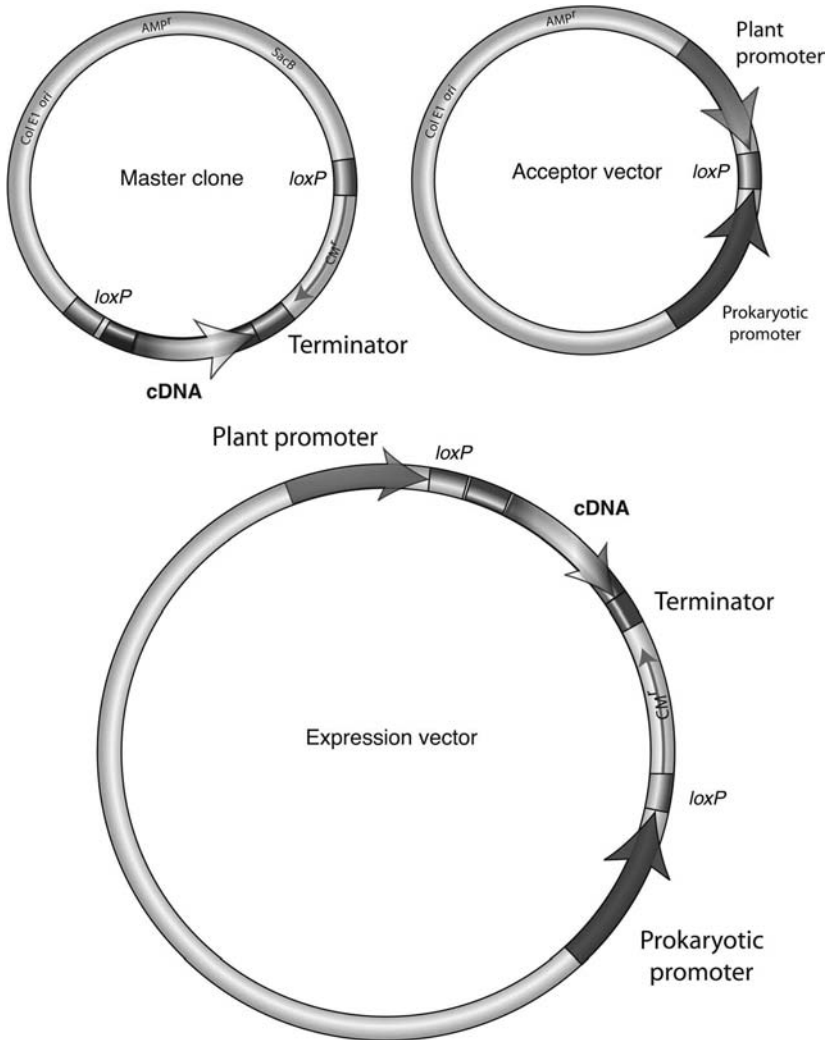 AMPr
SacB
Col E1 ori
Master clone
loxP
CMr
loxP
Terminator
cDNA
AMPr
Col E1 ori
Plant
promoter
loxP
Acceptor vector
Prokaryotic
promoter
Plant promoter
loxP
cDNA
Terminator
CMr
Expression vector
loxP
Prokaryotic
promoter